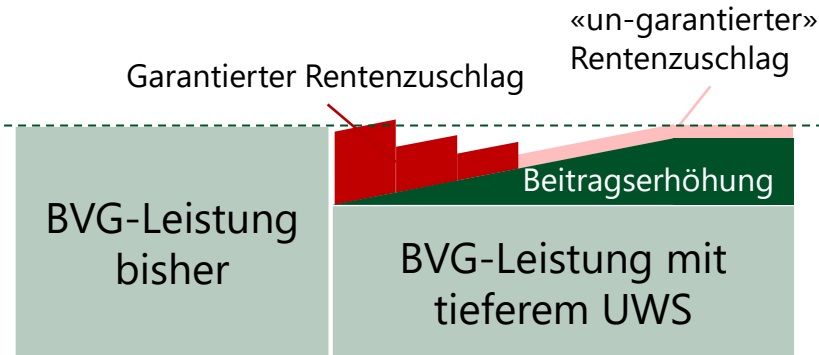 «un-garantierter»
Rentenzuschlag
Garantierter Rentenzuschlag
Beitragserhöhung
BVG-Leistung
bisher
BVG-Leistung mit
tieferem UWS